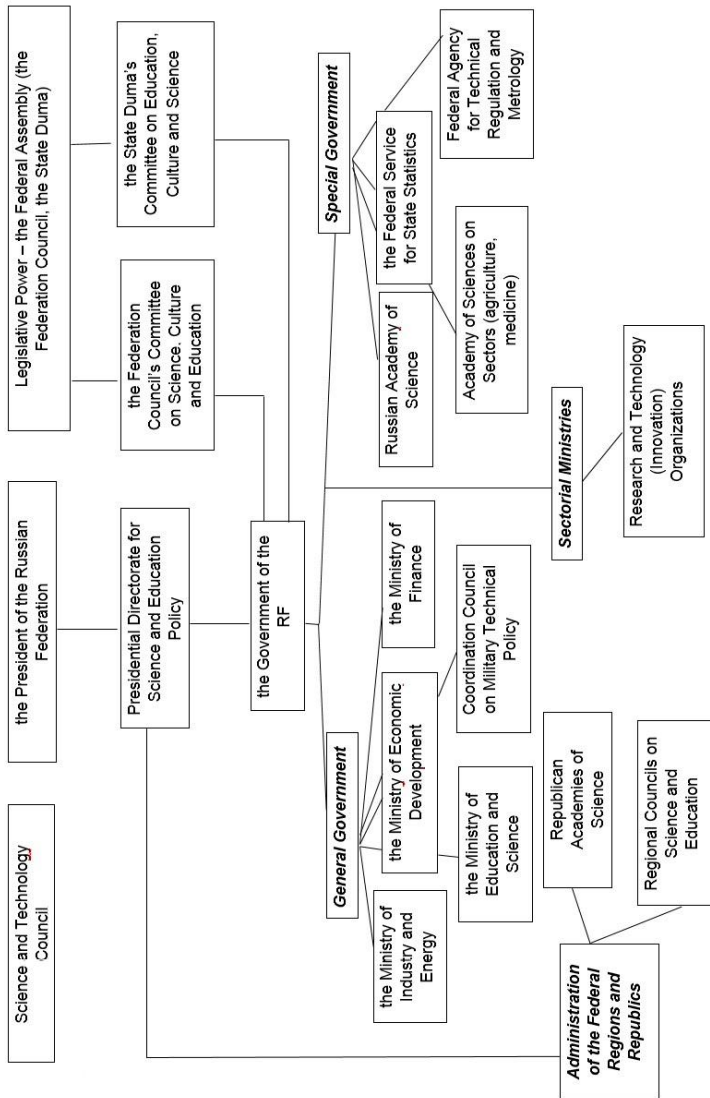 Science and Technology
Council
the President of the Russian
Federation
Legislative Power – the Federal Assembly (the
Federation Council, the State Duma)
Presidential Directorate for
Science and Education
Policy
the Federation
Council's Committee
on Science. Culture
and Education
the State Duma's
Committee on Education,
Culture and Science
the Government of the
RF
General Government
Special Government
the Ministry of
Industry and
Energy
the Ministry of Economic
Development
the Ministry of
Finance
Russian Academy of
Science
the Federal Service
for State Statistics
Federal Agency
for Technical
Regulation and
Metrology
the Ministry of
Education and
Science
Coordination Council
on Military Technical
Policy
Academy of Sciences on
Sectors (agriculture,
medicine)
Sectorial Ministries
Administration
of the Federal
Regions and
Republics
Republican
Academies of
Science
Regional Councils on
Science and
Education
Research and Technology
(Innovation)
Organizations